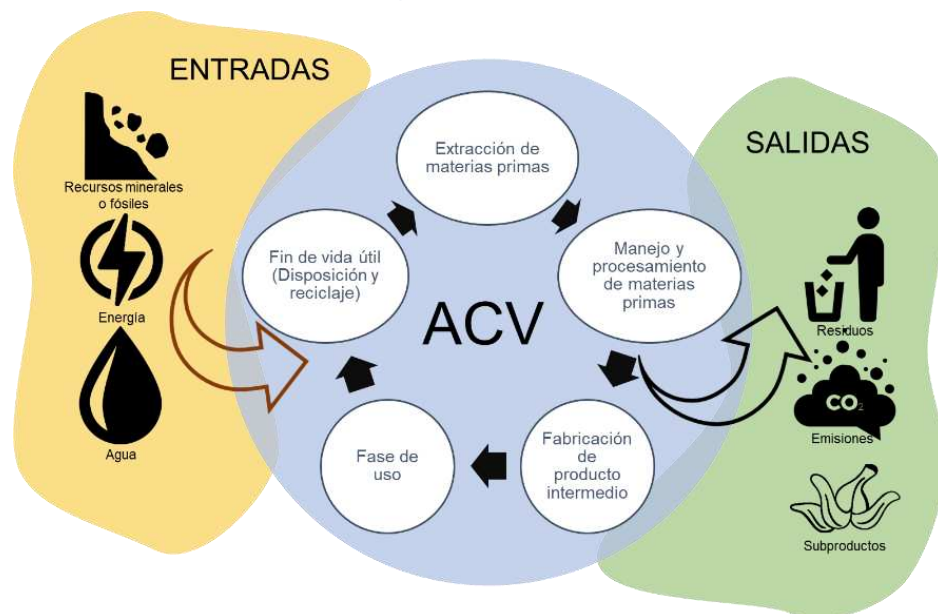 ENTRADAS
Recursos minerales
o fósiles
Energía
Agua
Extracción de
materias primas
Manejo y
procesamiento
de materias
primas
Fabricación
de
producto
intermedio
Fase de
uso
Fin de vida útil
(Disposición y
reciclaje)
ACV
SALIDAS
Residuos
CO2
Emisiones
Subproductos